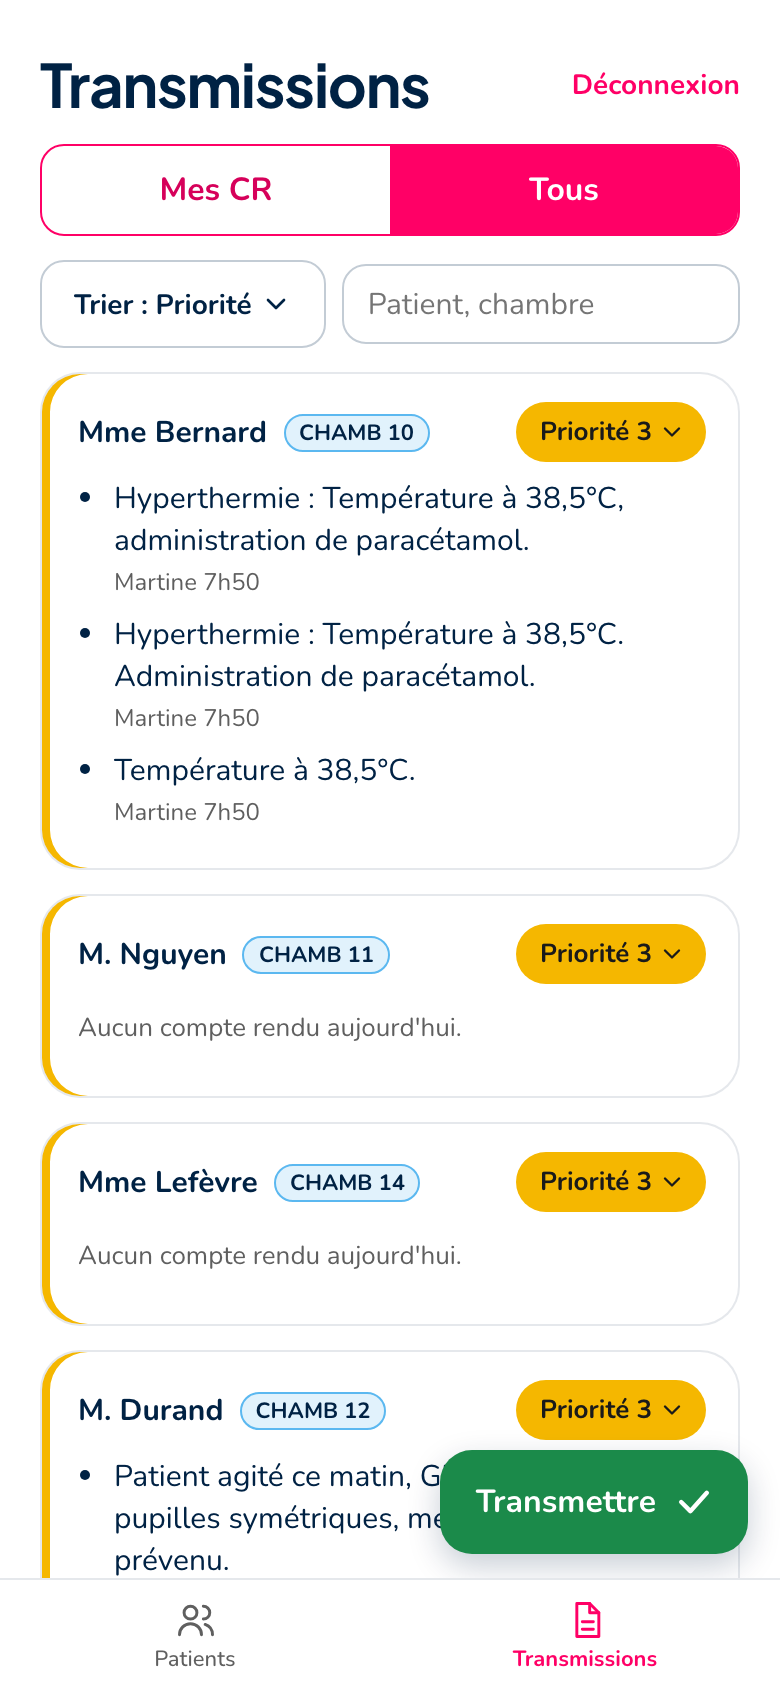 Transmissions
Déconnexion
Mes CR
Tous
Trier : Priorité
Patient, chambre
Mme Bernard
CHAMB 10
Priorité 3
Hyperthermie : Température à 38,5°C,
administration de paracétamol.
Martine 7h50
Hyperthermie : Température à 38,5°C.
Administration de paracétamol.
Martine 7h50
Température à 38,5°C.
Martine 7h50
M. Nguyen
CHAMB 11
Priorité 3
Aucun compte rendu aujourd'hui.
Mme Lefèvre
CHAMB 14
Priorité 3
Aucun compte rendu aujourd'hui.
M. Durand
CHAMB 12
Priorité 3
Patient agité ce matin,
pupilles symétriques,
prévenu.
Transmettre
Patients
Transmissions